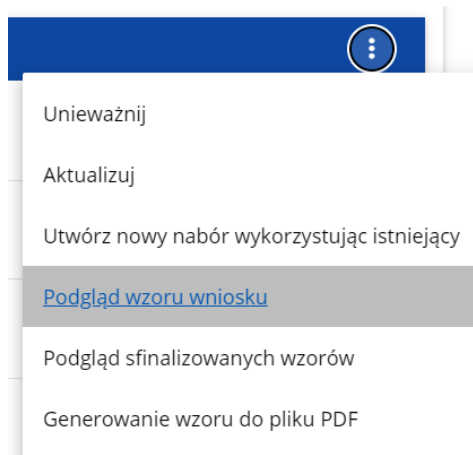 Unieważnij
Aktualizuj
Utwórz nowy nabór wykorzystując istniejący
Podgląd wzoru wniosku
Podgląd sfinalizowanych wzorów
Generowanie wzoru do pliku PDF